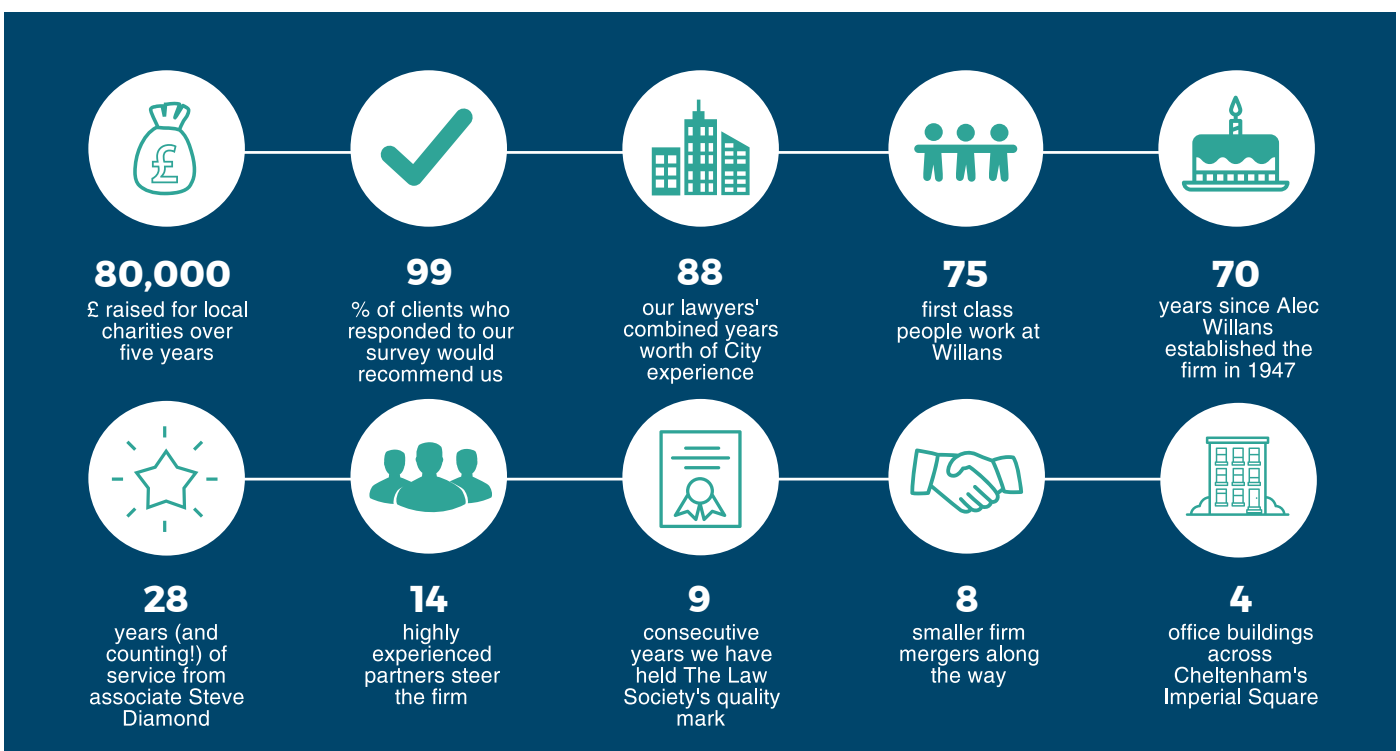 £
80,000
£ raised for local
charities over
five years
99
% of clients who
responded to our
survey would
recommend us
88
our lawyers'
combined years
worth of City
experience
75
first class
people work at
Willans
70
years since Alec
Willans
established the
firm in 1947
28
years (and
counting!) of
service from
associate Steve
Diamond
14
highly
experienced
partners steer
the firm
9
consecutive
years we have
held The Law
Society's quality
mark
8
smaller firm
mergers along
the way
4
office buildings
across
Cheltenham's
Imperial Square